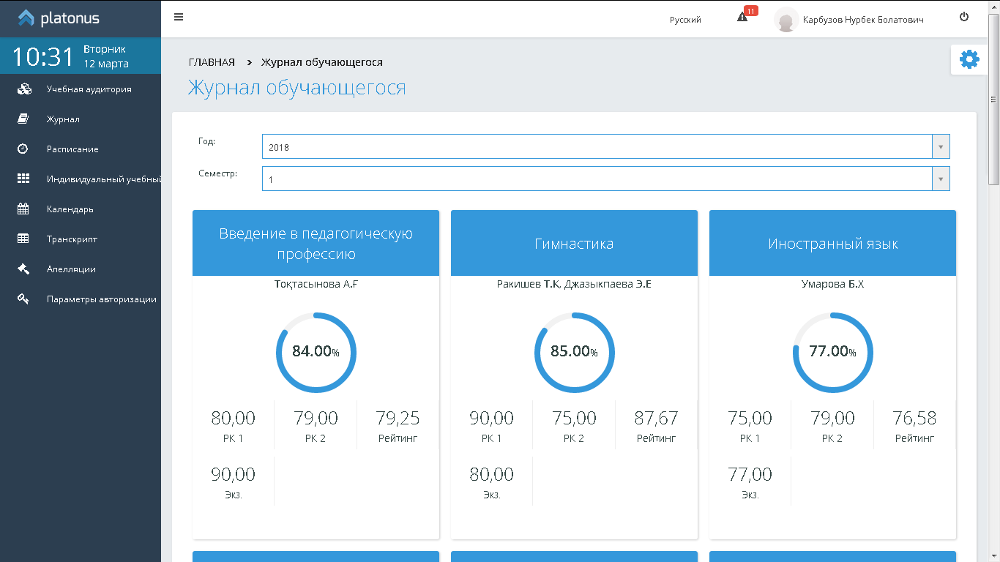 platonus
Русский
11
Карбузов Нурбек Болатович
10:31
Вторник
12 марта
Учебная аудитория
Журнал
Расписание
Индивидуальный учебный
Календарь
Транскрипт
Апелляции
Параметры авторизации
ГЛАВНАЯ > Журнал обучающегося
Журнал обучающегося
Год:
2018
Семестр:
1
Введение в педагогическую
профессию
Тоқтасынова А.Ғ
84.00%
80,00
79,00
79,25
РК 1
РК 2
Рейтинг
90,00
Экз.
Гимнастика
Ракишев Т.К, Джазыкпаева Э.Е
85.00%
90,00
75,00
87,67
РК 1
РК 2
Рейтинг
80,00
Экз.
Иностранный язык
Умарова Б.Х
77.00%
75,00
79,00
76,58
РК 1
РК 2
Рейтинг
77,00
Экз.